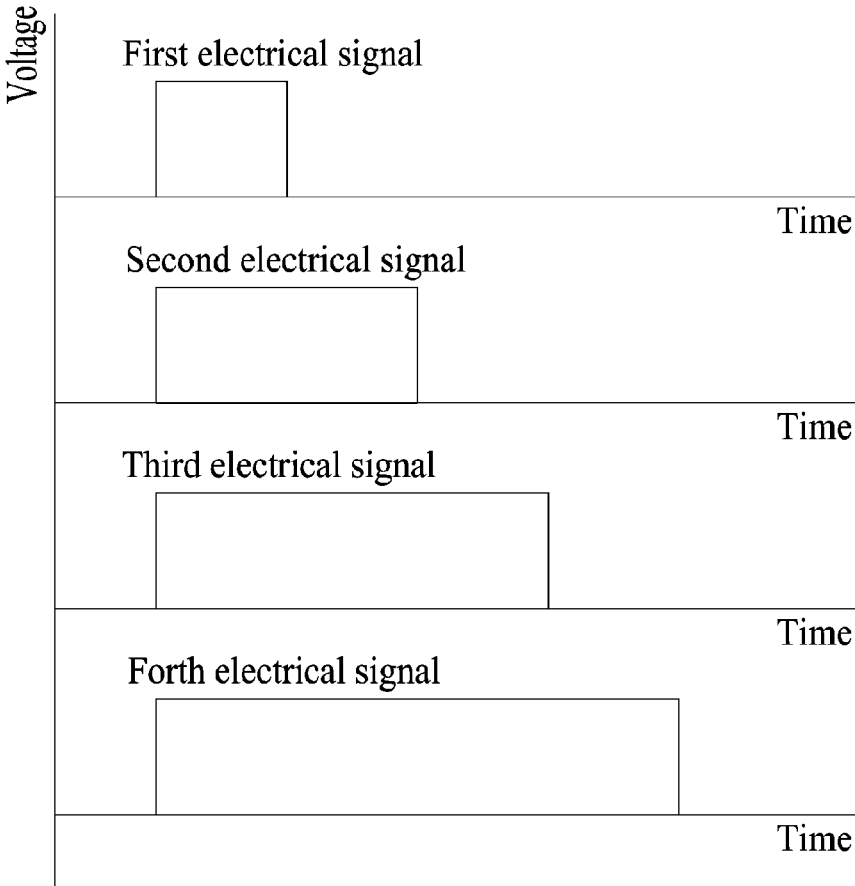 Voltage
First electrical signal
Time
Second electrical signal
Time
Third electrical signal
Time
Forth electrical signal
Time